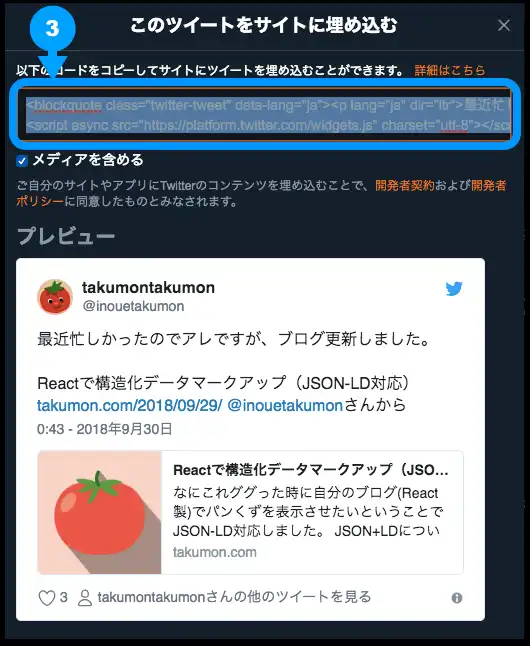 3
このツイートをサイトに埋め込む
以下のコードをコピーしてサイトにツイートを埋め込むことができます。 詳細はこちら
<blockquote class="twitter-tweet" data-lang="ja"><p lang="ja" dir="ltr">最近忙し
<script async src="https://platform.twitter.com/widgets.js" charset="utf-8"></scr
メディアを含める
ご自分のサイトやアプリにTwitterのコンテンツを埋め込むことで、開発者契約および開発者
ポリシーに同意したものとみなされます。
プレビュー
takumontakumon
@inouetakumon
最近忙しかったのでアレですが、ブログ更新しました。
Reactで構造化データマークアップ（JSON-LD対応）
takumon.com/2018/09/29/ @inouetakumonさんから
0:43 - 2018年9月30日
Reactで構造化データマークアップ（JSO...
なにこれググった時に自分のブログ(React
製)でパンくずを表示させたいということで
JSON-LD対応しました。 JSON+LDについ
takumon.com
3 takumontakumonさんの他のツイートを見る